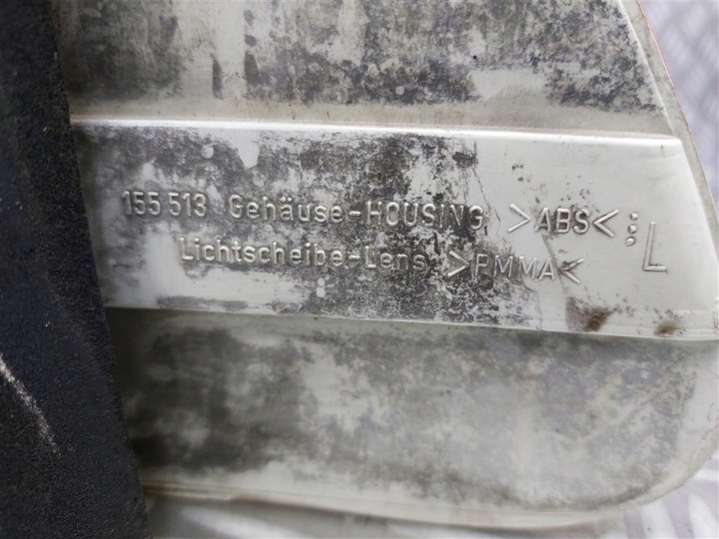 155 513 Gehäuse-HOUSING >ABS< L
Lichtscheibe-Lens >PMMA<